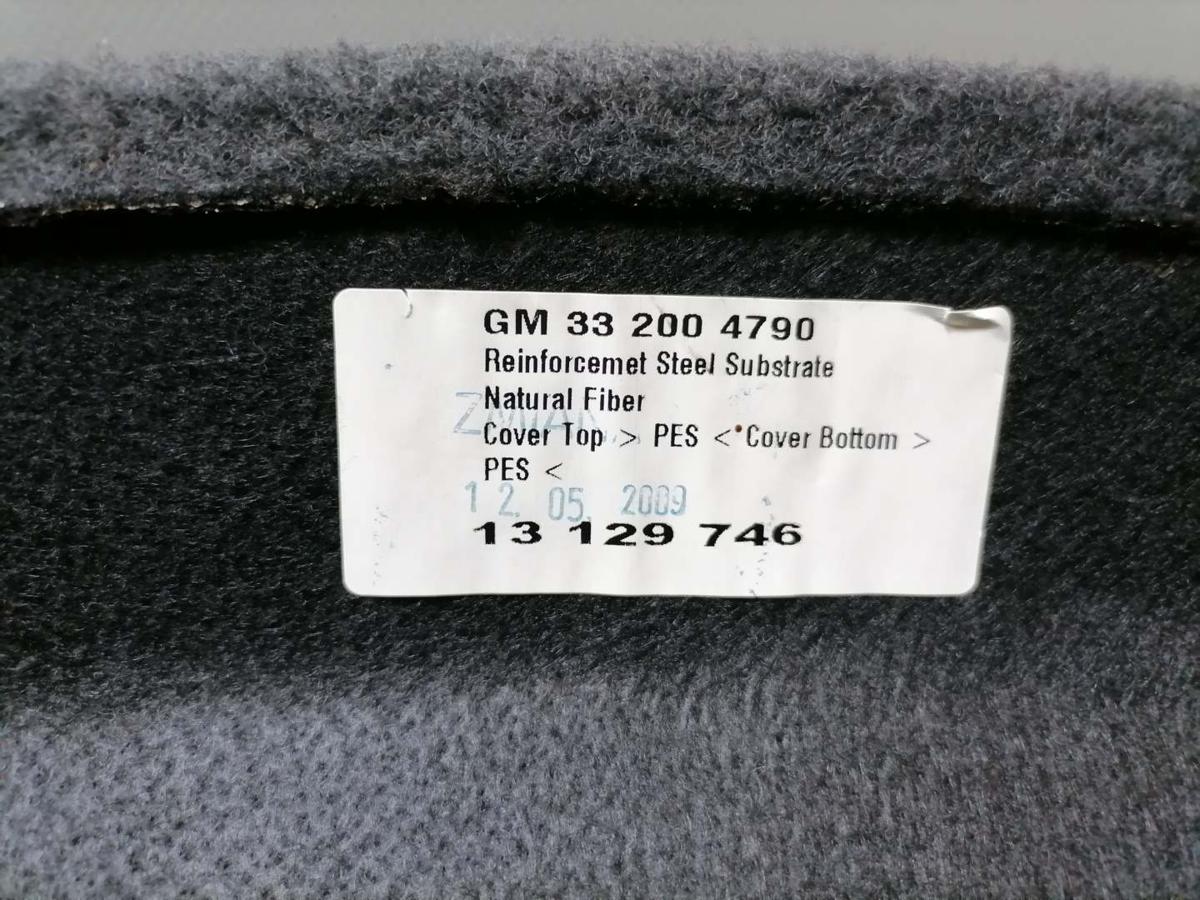 GM 33 200 4790
Reinforcemet Steel Substrate
Natural Fiber
Cover Top > PES < Cover Bottom >
PES <
12. 05. 2009
13 129 746